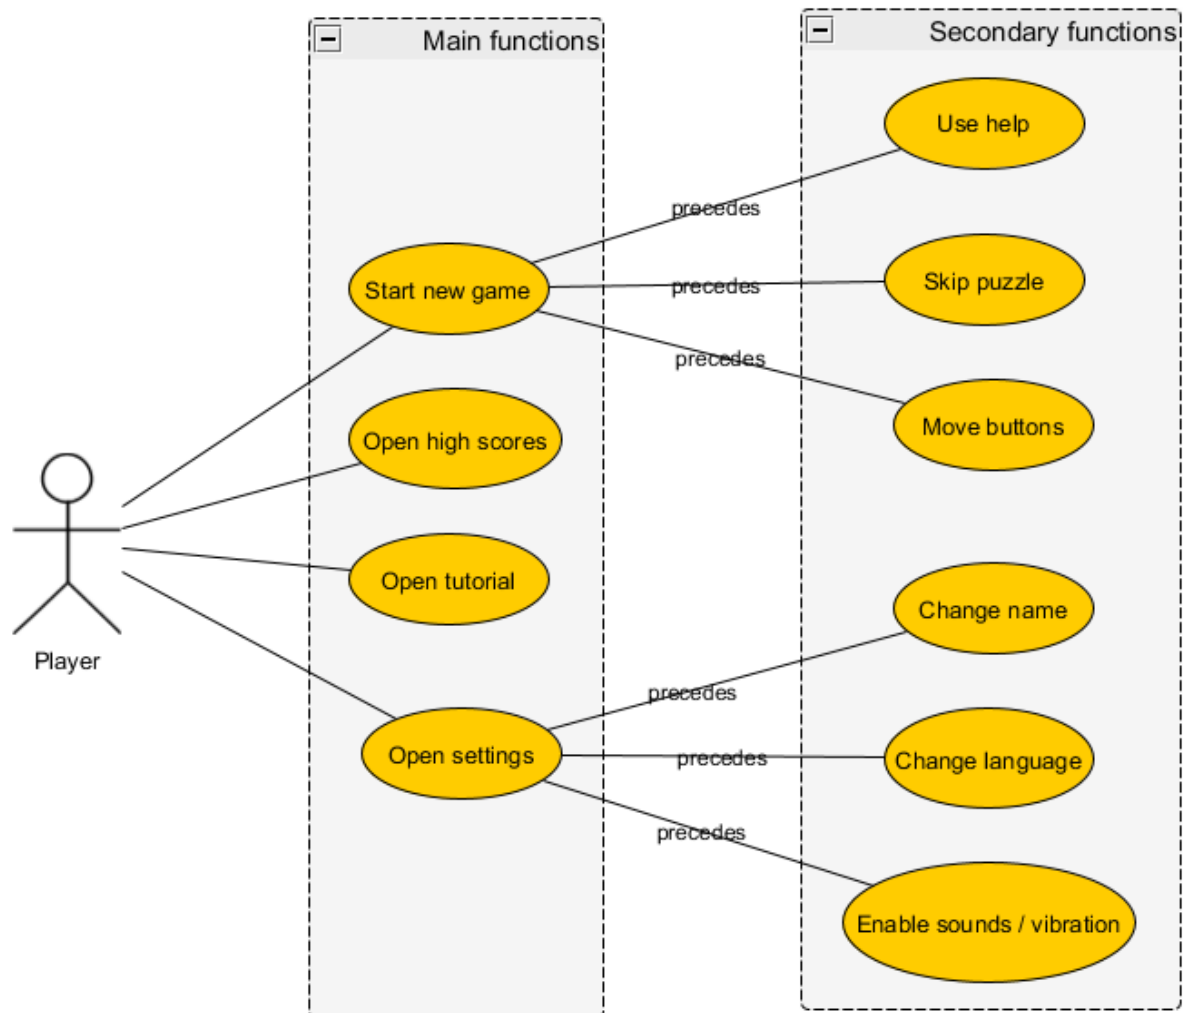 Main functions
Secondary functions
Use help
precedes
Start new game
precedes
Skip puzzle
precedes
Move buttons
Open high scores
Open tutorial
Player
Change name
precedes
Open settings
precedes
Change language
precedes
Enable sounds / vibration